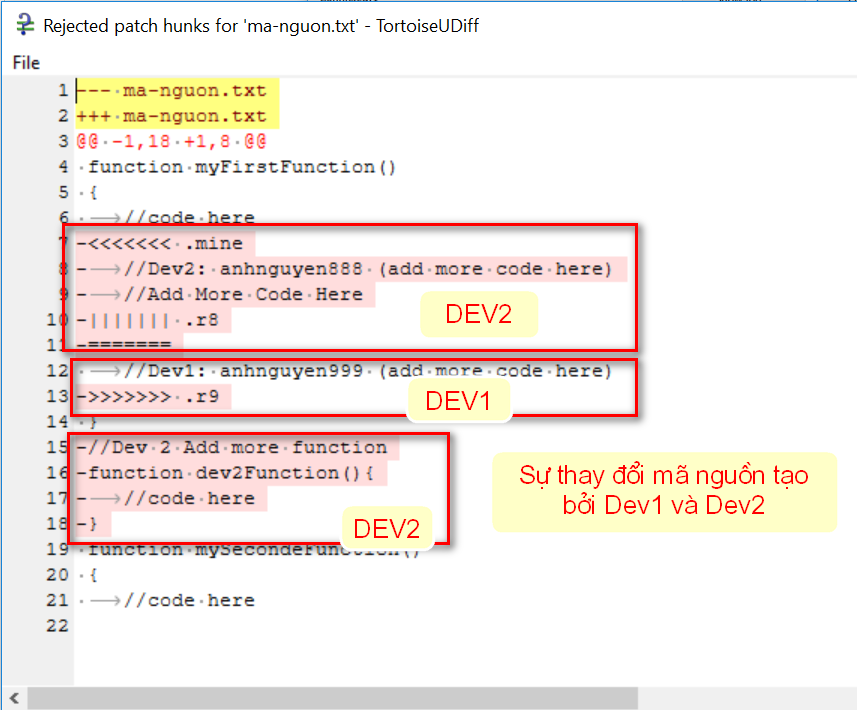 Rejected patch hunks for 'ma-nguon.txt' - TortoiseUDiff
File
1 --- ma-nguon.txt
2 +++ ma-nguon.txt
3 @@ -1,18 +1,8 @@
4 function myFirstFunction()
5 {
6 //code here
7 -<<<<<<< .mine
8 - //Dev2: anhnguyen888 (add more code here)
9 - //Add More Code Here
10 -||||||| .r8
11 -=======
DEV2
12 //Dev1: anhnguyen999 (add more code here)
13 ->>>>>>> .r9
DEV1
14 }
15 -//Dev 2 Add more function
16 -function dev2Function(){
17 - //code here
18 -}
DEV2
Sự thay đổi mã nguồn tạo
bởi Dev1 và Dev2
19 function mySecondeFunction()
20 {
21 //code here
22